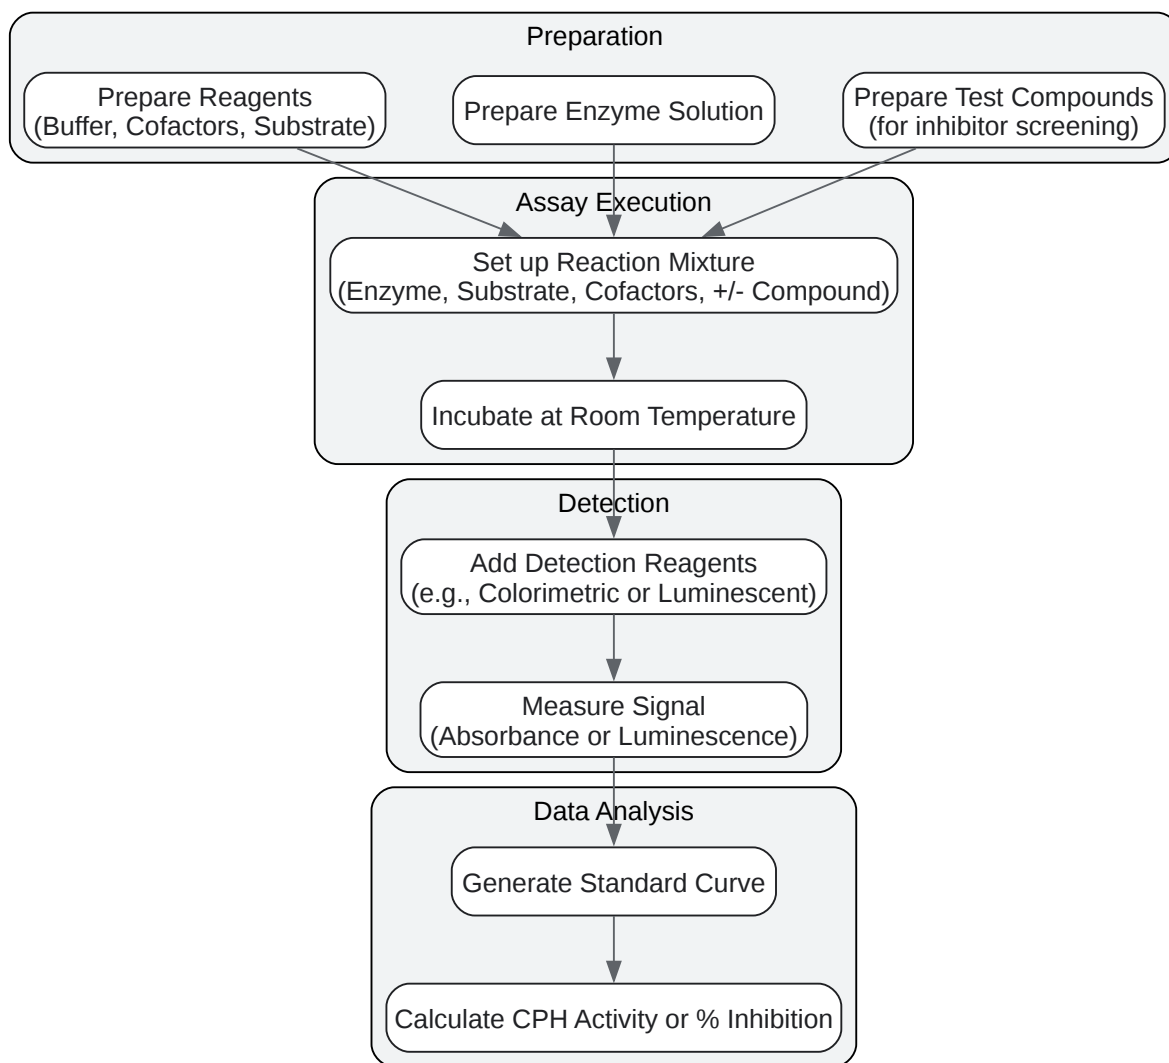 Preparation
Prepare Reagents
(Buffer, Cofactors, Substrate)
Prepare Enzyme Solution
Prepare Test Compounds
(for inhibitor screening)
Assay Execution
Set up Reaction Mixture
(Enzyme, Substrate, Cofactors, +/- Compound)
Incubate at Room Temperature
Detection
Add Detection Reagents
(e.g., Colorimetric or Luminescent)
Measure Signal
(Absorbance or Luminescence)
Data Analysis
Generate Standard Curve
Calculate CPH Activity or % Inhibition